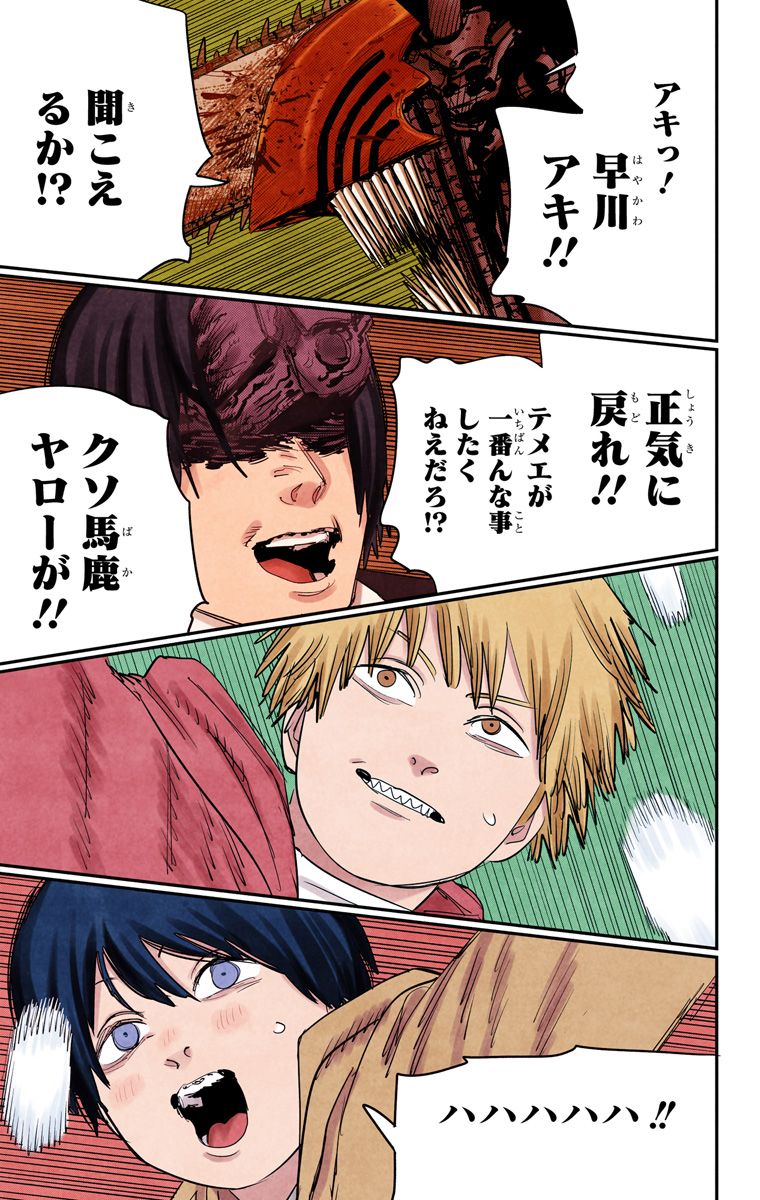 アキっ!
早川
アキ!!
聞こえ
るか!?
正気に
戻れ!!
テメエが
一番んな事
したく
ねえだろ!?
クソ馬鹿
ヤローが!!
ハハハハハ!!